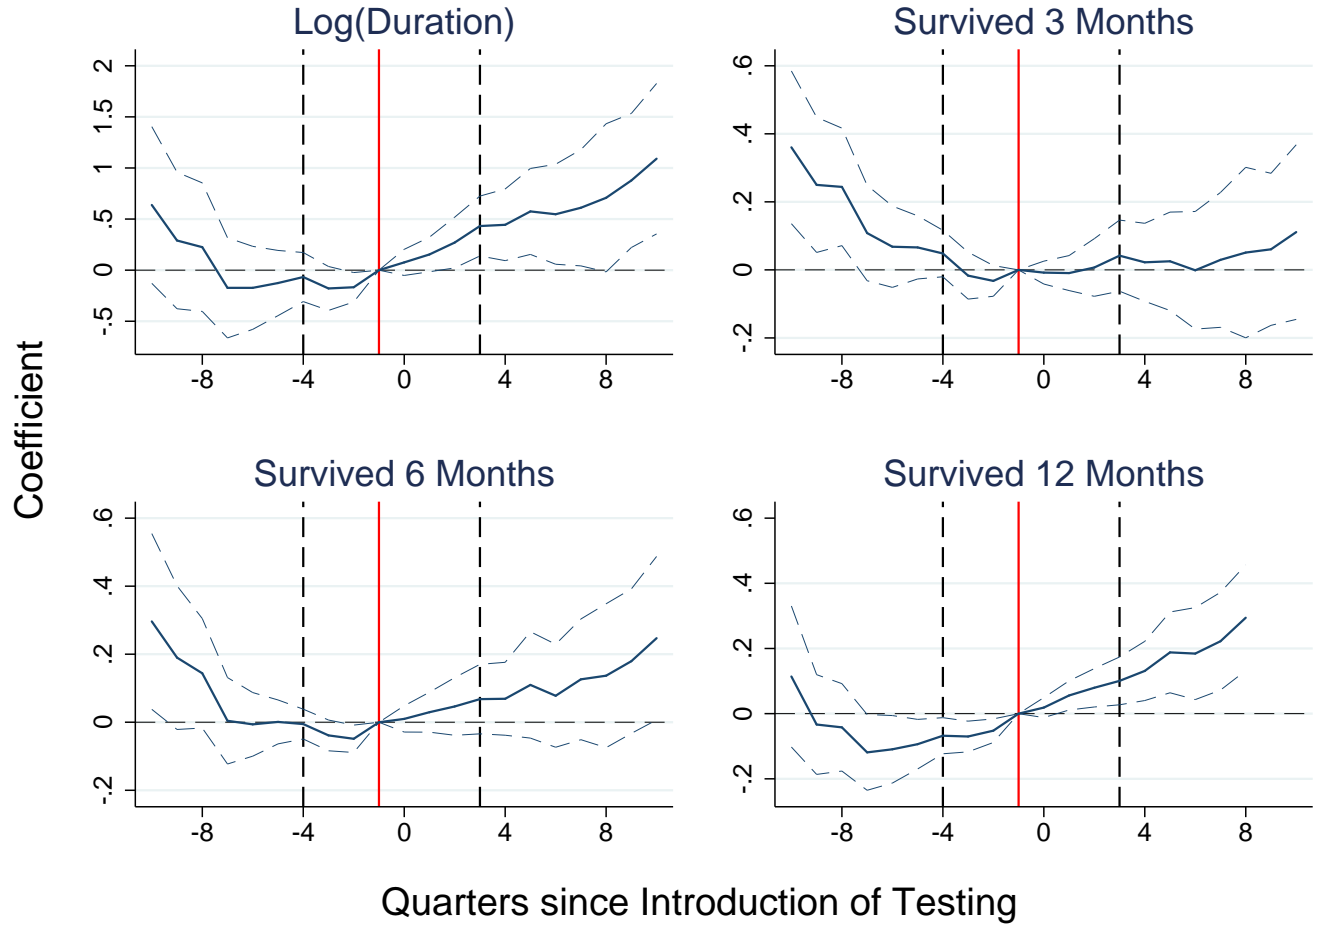 Log(Duration)
Survived 3 Months
2
1.5
1
.5
0
-.5
-8 -4 0 4 8
.6
.4
.2
0
-.2
-8 -4 0 4 8
Coefficient
Survived 6 Months
Survived 12 Months
.6
.4
.2
0
-.2
-8 -4 0 4 8
.6
.4
.2
0
-.2
-8 -4 0 4 8
Quarters since Introduction of Testing